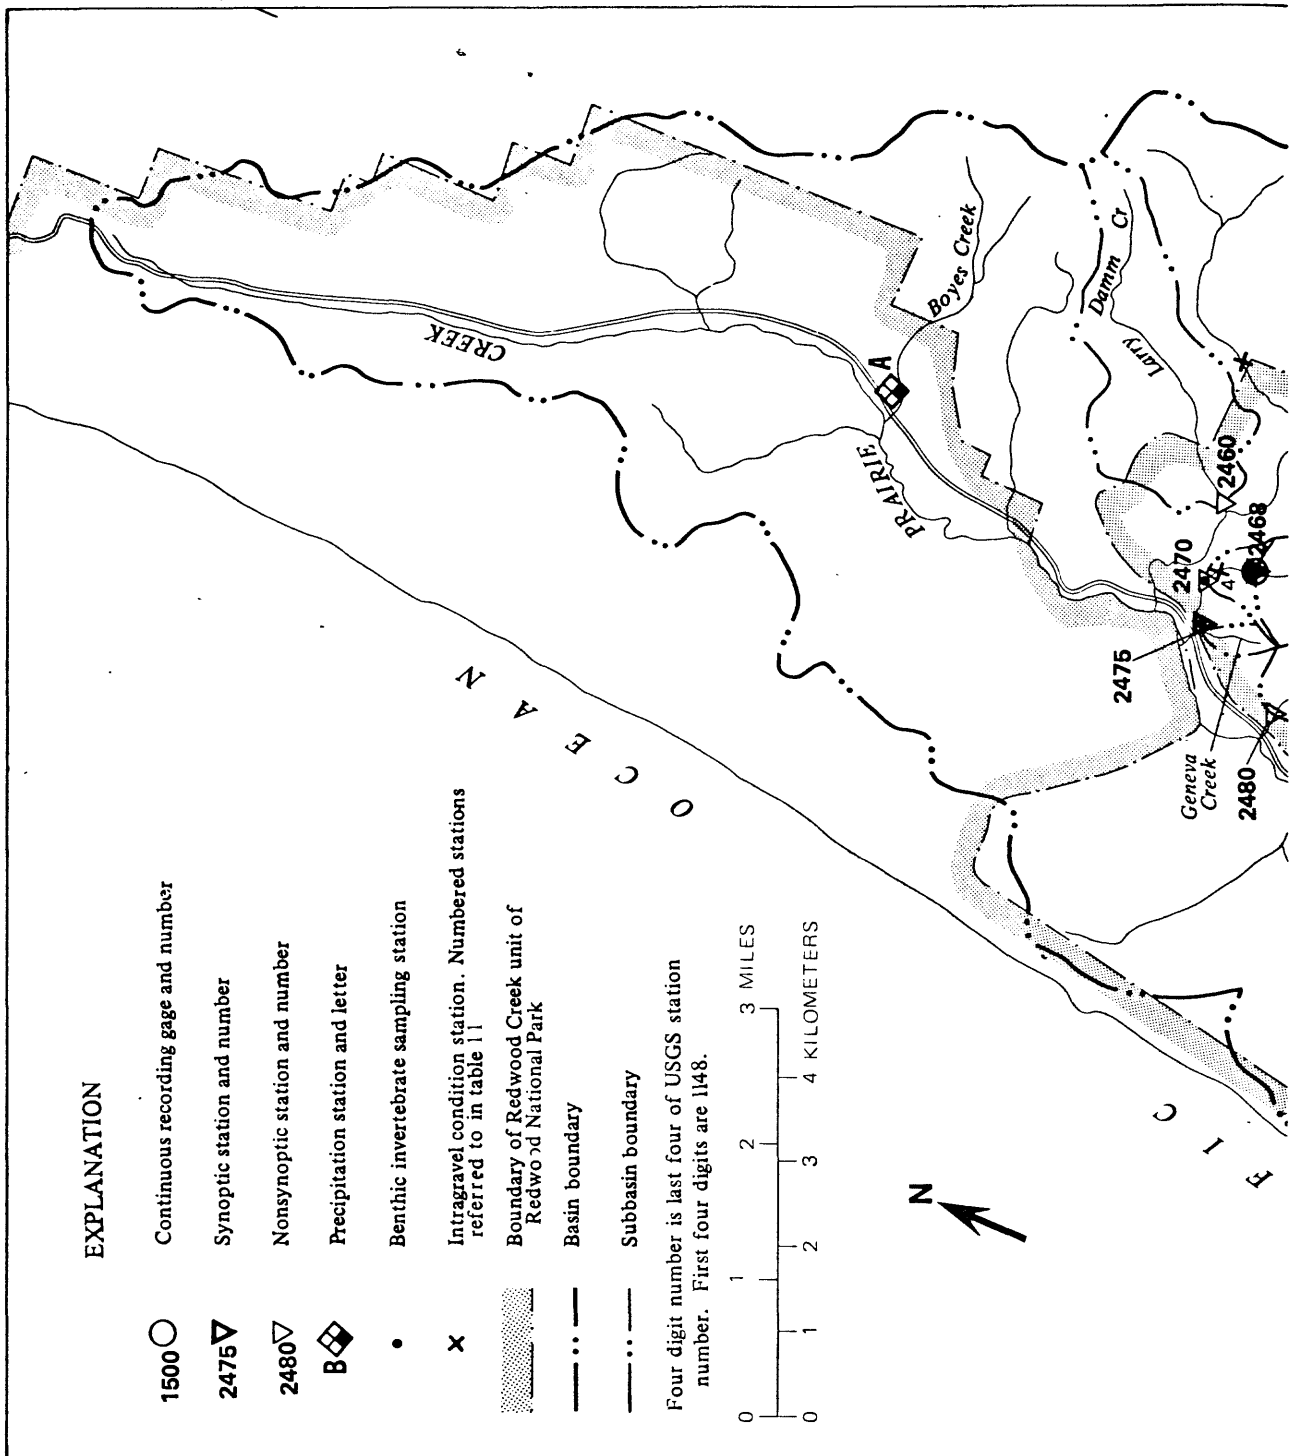 EXPLANATION
1500 Continuous recording gage and number
2475 Synoptic station and number
2480 Nonsynoptic station and number
B Precipitation station and letter
Benthic invertebrate sampling station
Intragravel condition station. Numbered stations
referred to in table 11
Boundary of Redwood Creek unit of
Redwood National Park
Basin boundary
Subbasin boundary
Four digit number is last four of USGS station
number. First four digits are 1148.
0 1 2 3 MILES
0 1 2 3 4 KILOMETERS
N
F I C
O C E A N
PRAIRIE
CREEK
A
Boyes Creek
Larry Damm Cr
2460
2468
2470
4
2475
Geneva
Creek
2480